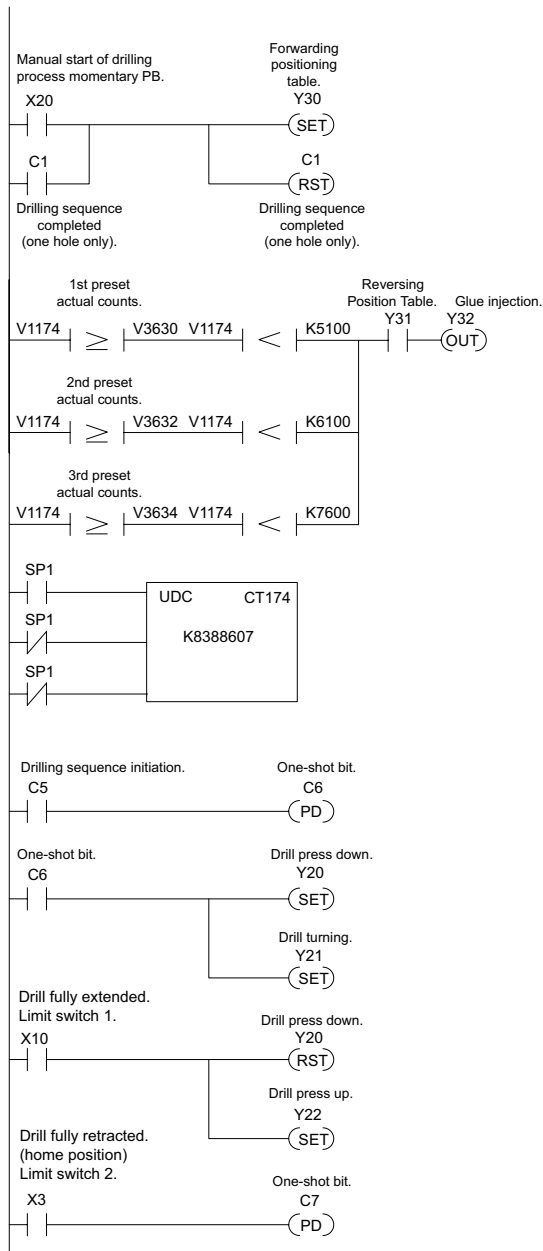 Manual start of drilling
process momentary PB.
X20
Forwarding
positioning
table.
Y30
SET
C1
C1
RST
Drilling sequence
completed
(one hole only).
Drilling sequence
completed
(one hole only).
1st preset
actual counts.
Reversing
Position Table.
Y31
Glue injection.
Y32
V1174 ≥ V3630 V1174 < K5100
OUT
2nd preset
actual counts.
V1174 ≥ V3632 V1174 < K6100
3rd preset
actual counts.
V1174 ≥ V3634 V1174 < K7600
SP1
UDC CT174
SP1
K8388607
SP1
Drilling sequence initiation.
C5
One-shot bit.
C6
PD
One-shot bit.
C6
Drill press down.
Y20
SET
Drill turning.
Y21
SET
Drill fully extended.
Limit switch 1.
X10
Drill press down.
Y20
RST
Drill press up.
Y22
SET
Drill fully retracted.
(home position)
Limit switch 2.
X3
One-shot bit.
C7
PD